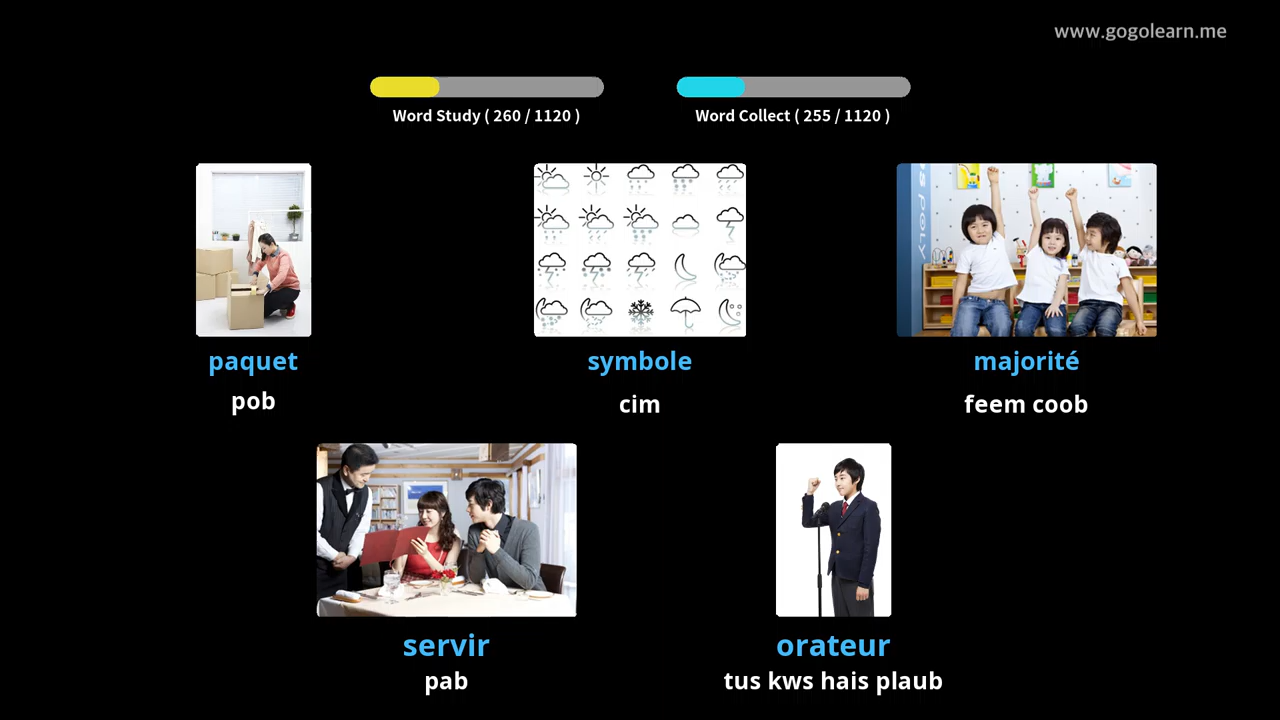 www.gogolearn.me
Word Study ( 260 / 1120 )
Word Collect ( 255 / 1120 )
paquet
symbole
majorité
pob
cim
feem coob
servir
orateur
pab
tus kws hais plaub